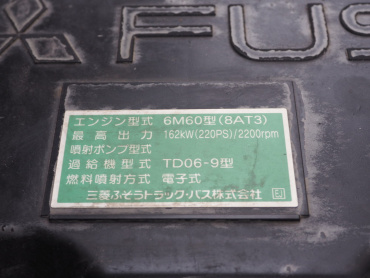 FUS
エンジン型式 6M60型(8AT3)
最高出力 162kW(220PS)/2200rpm
噴射ポンプ型式
過給機型式 TD06-9型
燃料噴射方式 電子式
三菱ふそうトラック・バス株式会社